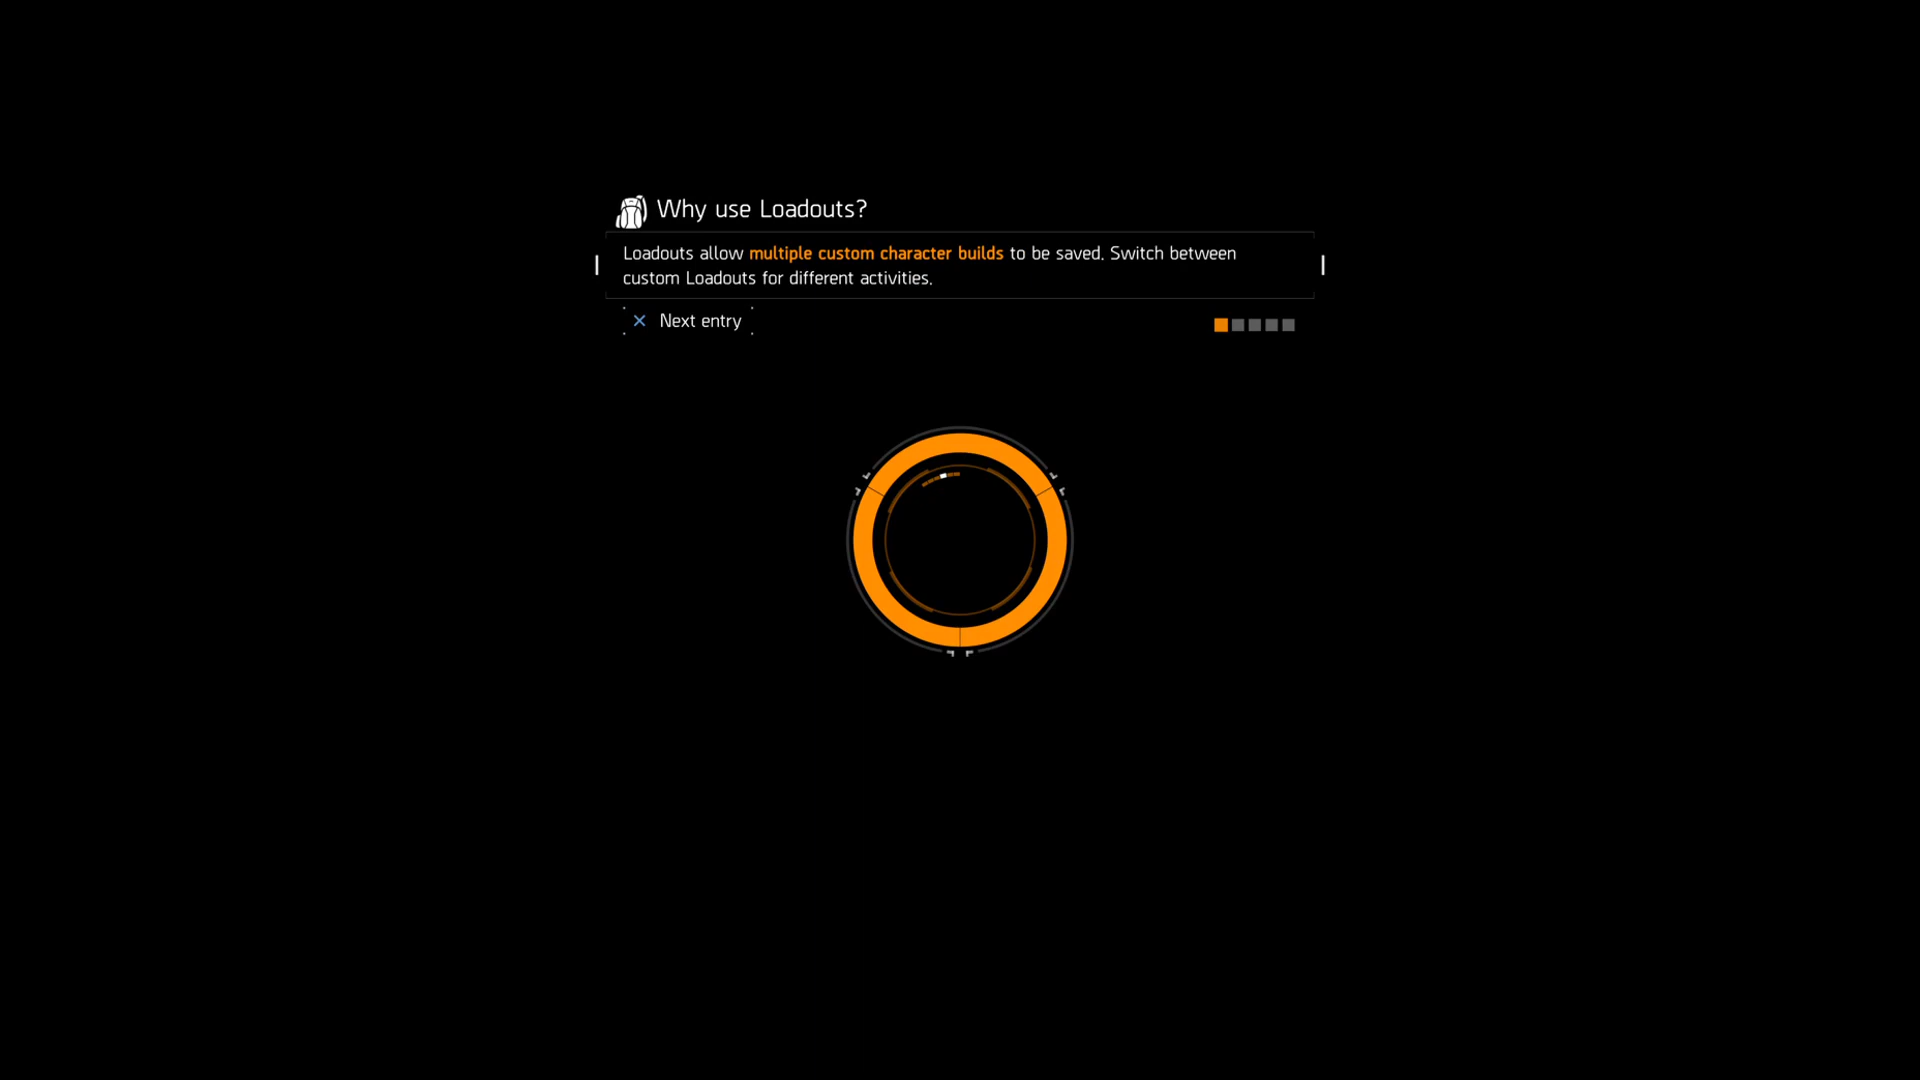 Why use Loadouts?
Loadouts allow multiple custom character builds to be saved. Switch between
custom Loadouts for different activities.
Next entry